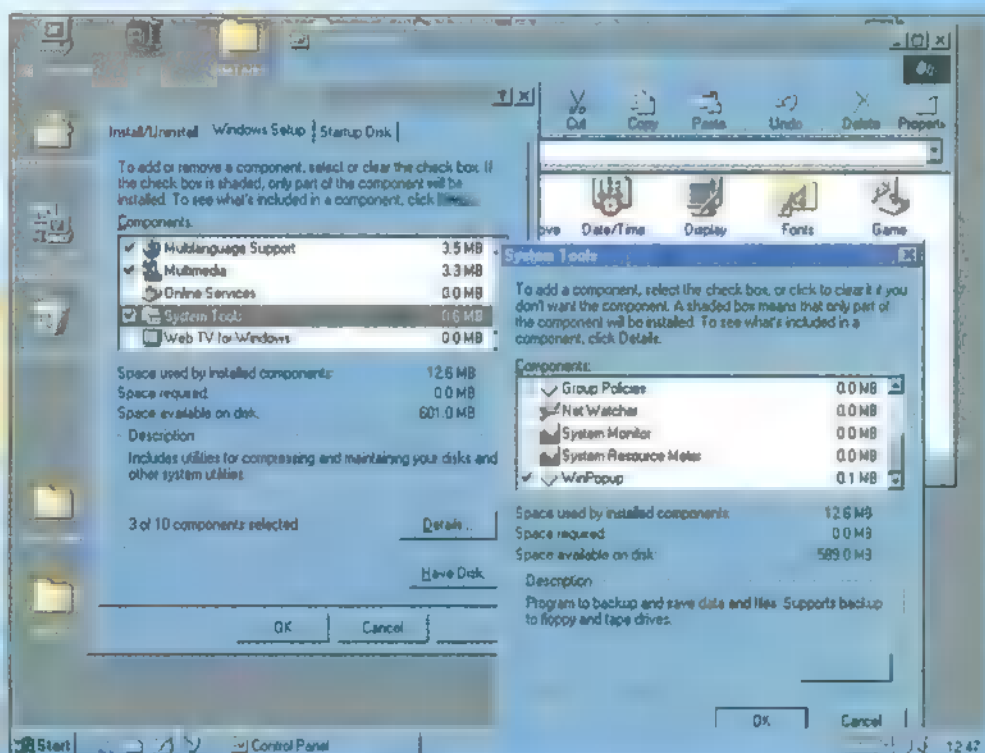 Cut Copy Paste Undo Delete Properti
Install/Uninstall Windows Setup Startup Disk
To add or remove a component, select or clear the check box. If
the check box is shaded, only part of the component will be
installed. To see what's included in a component, click
Components:
Multilanguage Support 3.5 MB
Multimedia 3.3 MB
Online Services 0.0 MB
System Tools 0.6 MB
Web TV for Windows 0.0 MB
Space used by installed components: 12.6 MB
Space required: 0.0 MB
Space available on disk: 601.0 MB
Description
Includes utilities for compressing and maintaining your disks and
other system utilities.
3 of 10 components selected
Details...
Have Disk
OK Cancel
ove Date/Time Display Fonts Game
System Tools
To add a component, select the check box, or click to clear it if you
don't want the component. A shaded box means that only part of
the component will be installed. To see what's included in a
component, click Details.
Components:
Group Policies 0.0 MB
Net Watcher 0.0 MB
System Monitor 0.0 MB
System Resource Meter 0.0 MB
WinPopup 0.1 MB
Space used by installed components: 12.6 MB
Space required: 0.0 MB
Space available on disk: 589.0 MB
Description
Program to backup and save data and files. Supports backup
to floppy and tape drives.
OK Cancel
Start Control Panel 12:47